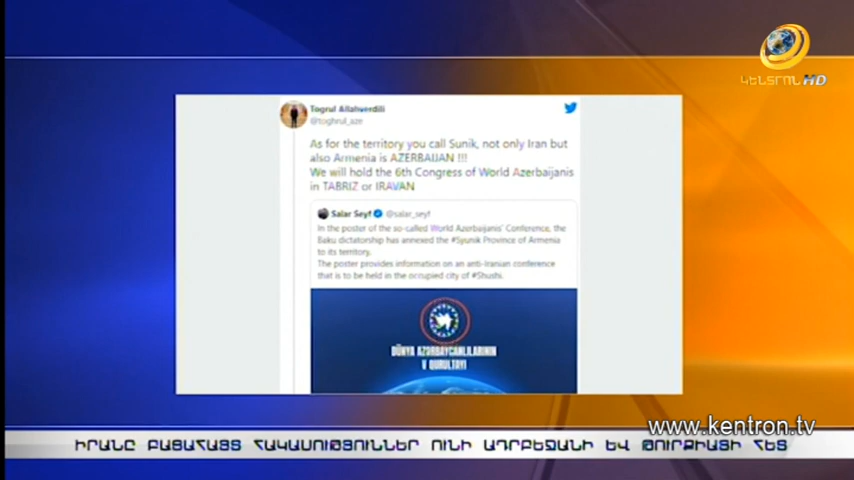 ԿԵՆՏՐՈՆ HD
Togrul Allahverdili
@toghrul_aze
As for the territory you call Sunik, not only Iran but
also Armenia is AZERBAIJAN !!!
We will hold the 6th Congress of World Azerbaijanis
in TABRIZ or IRAVAN
Salar Seyf @salar_seyf
In the poster of the so-called World Azerbaijanis' Conference, the
Baku dictatorship has annexed the #Syunik Province of Armenia
to its territory.
The poster provides information on an anti-Iranian conference
that is to be held in the occupied city of #Shushi.
DÜNYA AZƏRBAYCANLILARININ
V QURULTAYI
www.kentron.tv
ԻՐԱՆԸ ԲԱՑԱՀԱՅՏ ՀԱԿԱՍՈՒԹՅՈՒՆՆԵՐ ՈՒՆԻ ԱԴՐԲԵՋԱՆԻ ԵՎ ԹՈՒՐՔԻԱՅԻ ՀԵՏ